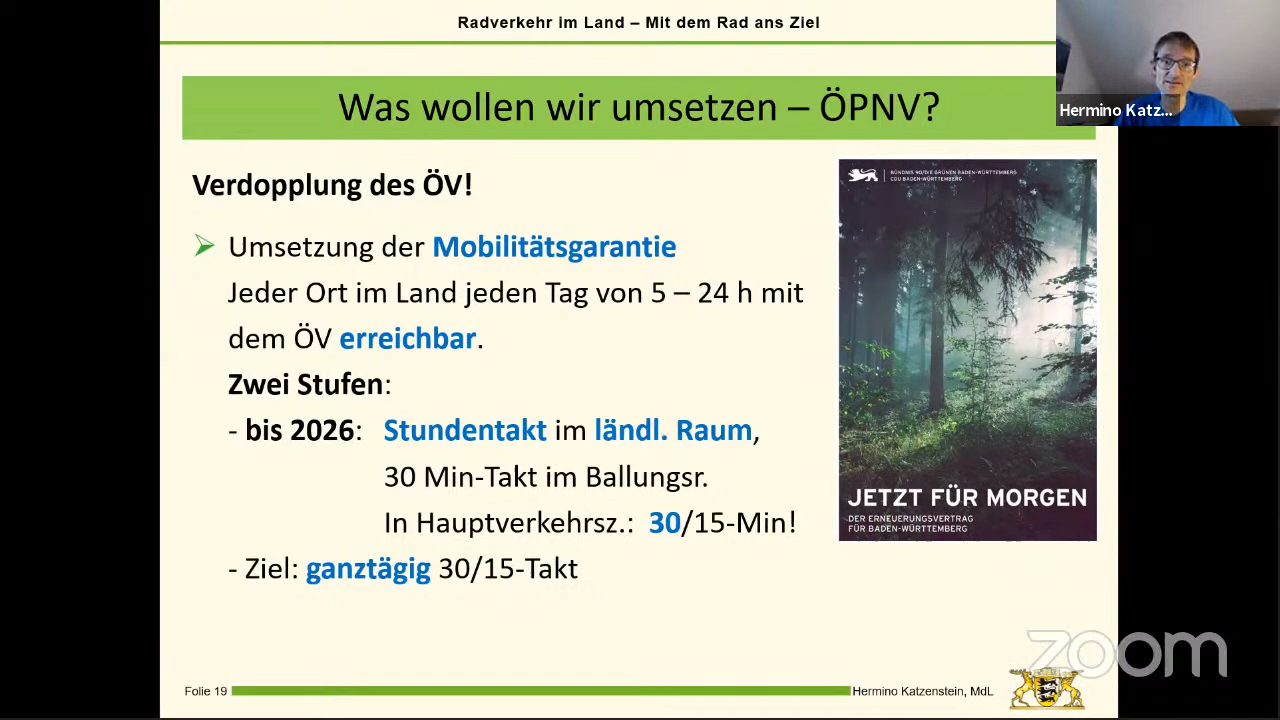 Radverkehr im Land – Mit dem Rad ans Ziel
Hermino Katz...
Was wollen wir umsetzen – ÖPNV?
Verdopplung des ÖV!
Umsetzung der Mobilitätsgarantie
Jeder Ort im Land jeden Tag von 5 – 24 h mit
dem ÖV erreichbar.
Zwei Stufen:
- bis 2026: Stundentakt im ländl. Raum,
30 Min-Takt im Ballungsr.
In Hauptverkehrsz.: 30/15-Min!
- Ziel: ganztägig 30/15-Takt
BÜNDNIS 90/DIE GRÜNEN BADEN-WÜRTTEMBERG
CDU BADEN-WÜRTTEMBERG
JETZT FÜR MORGEN
DER ERNEUERUNGSVERTRAG
FÜR BADEN-WÜRTTEMBERG
Folie 19
Hermino Katzenstein, MdL
zoom